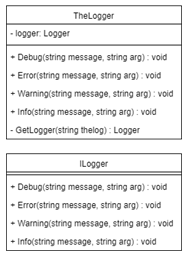 TheLogger
- logger: Logger
+ Debug(string message, string arg) : void
+ Error(string message, string arg) : void
+ Warning(string message, string arg) : void
+ Info(string message, string arg) : void
- GetLogger(string thelog) : Logger
ILogger
+ Debug(string message, string arg) : void
+ Error(string message, string arg) : void
+ Warning(string message, string arg) : void
+ Info(string message, string arg) : void